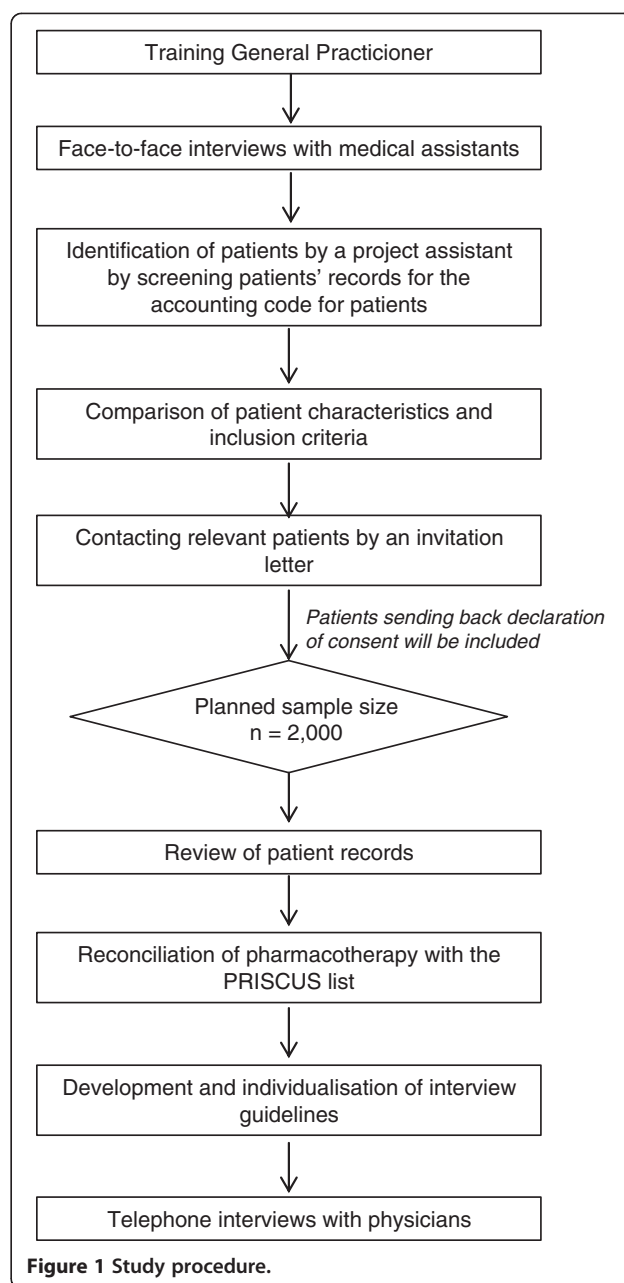 Training General Practicioner
Face-to-face interviews with medical assistants
Identification of patients by a project assistant
by screening patients’ records for the
accounting code for patients
Comparison of patient characteristics and
inclusion criteria
Contacting relevant patients by an invitation
letter
Patients sending back declaration
of consent will be included
Planned sample size
n = 2,000
Review of patient records
Reconciliation of pharmacotherapy with the
PRISCUS list
Development and individualisation of interview
guidelines
Telephone interviews with physicians
Figure 1 Study procedure.